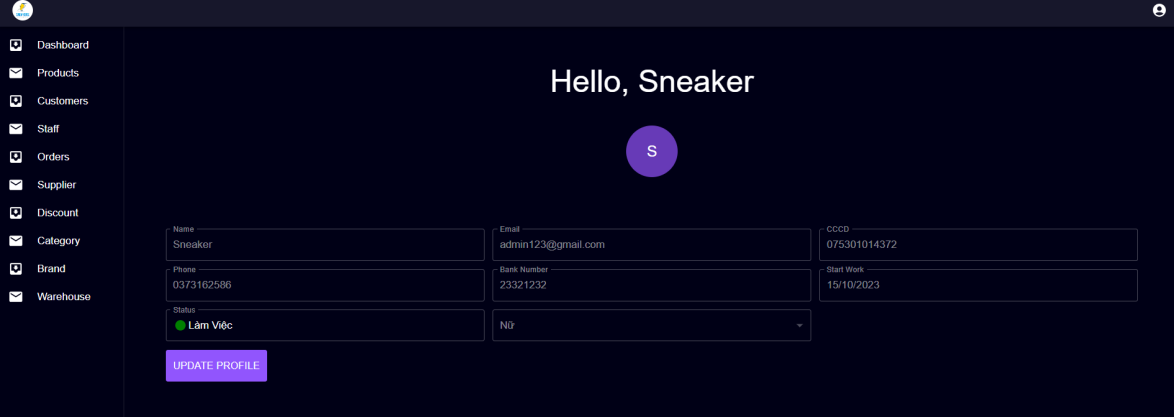 Dashboard
Products
Customers
Staff
Orders
Supplier
Discount
Category
Brand
Warehouse
Hello, Sneaker
S
Name
Sneaker
Email
admin123@gmail.com
CCCD
075301014372
Phone
0373162586
Bank Number
23321232
Start Work
15/10/2023
Status
Làm Việc
Nữ
UPDATE PROFILE